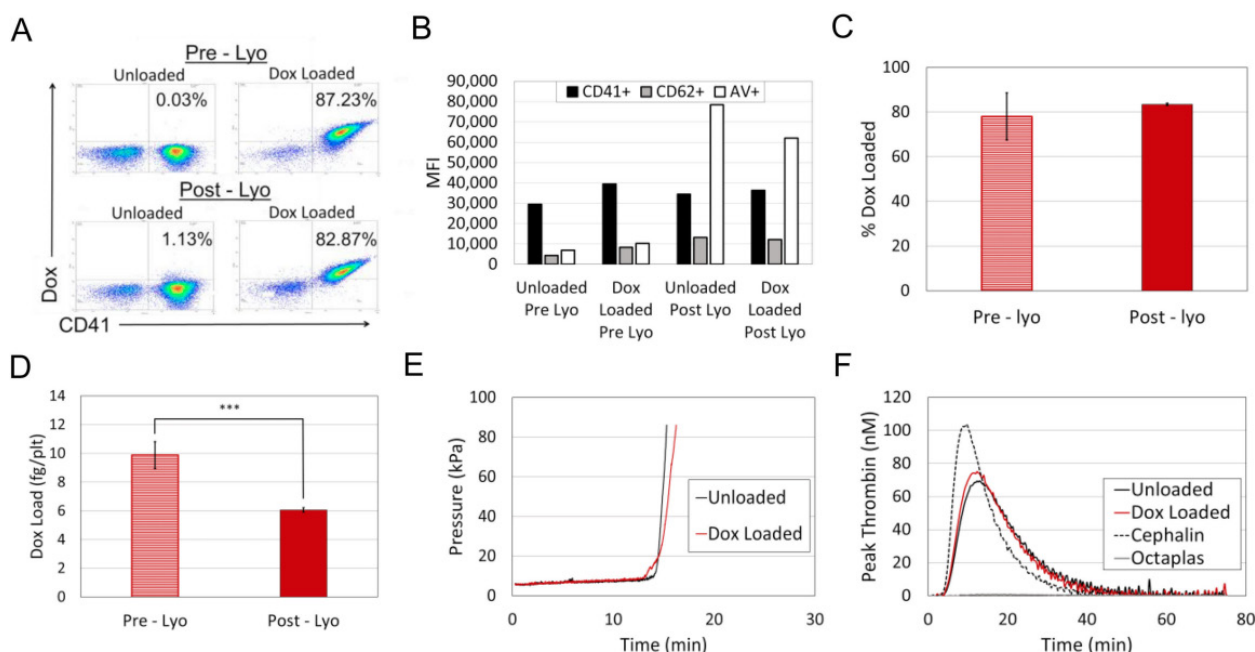 A
Pre - Lyo
Unloaded
Dox Loaded
0.03%
87.23%
Post - Lyo
Unloaded
Dox Loaded
1.13%
82.87%
Dox
CD41
B
90,000
80,000
70,000
60,000
50,000
40,000
30,000
20,000
10,000
0
MFI
CD41+ CD62+ AV+
Unloaded
Pre Lyo
Dox
Loaded
Pre Lyo
Unloaded
Post Lyo
Dox
Loaded
Post Lyo
C
100
80
60
40
20
0
% Dox Loaded
Pre - lyo
Post - lyo
D
14
12
10
8
6
4
2
0
Dox Load (fg/plt)
***
Pre - Lyo
Post - Lyo
E
100
80
60
40
20
0
Pressure (kPa)
Unloaded
Dox Loaded
0 10 20 30
Time (min)
F
120
100
80
60
40
20
0
Peak Thrombin (nM)
Unloaded
Dox Loaded
Cephalin
Octaplas
0 20 40 60 80
Time (min)